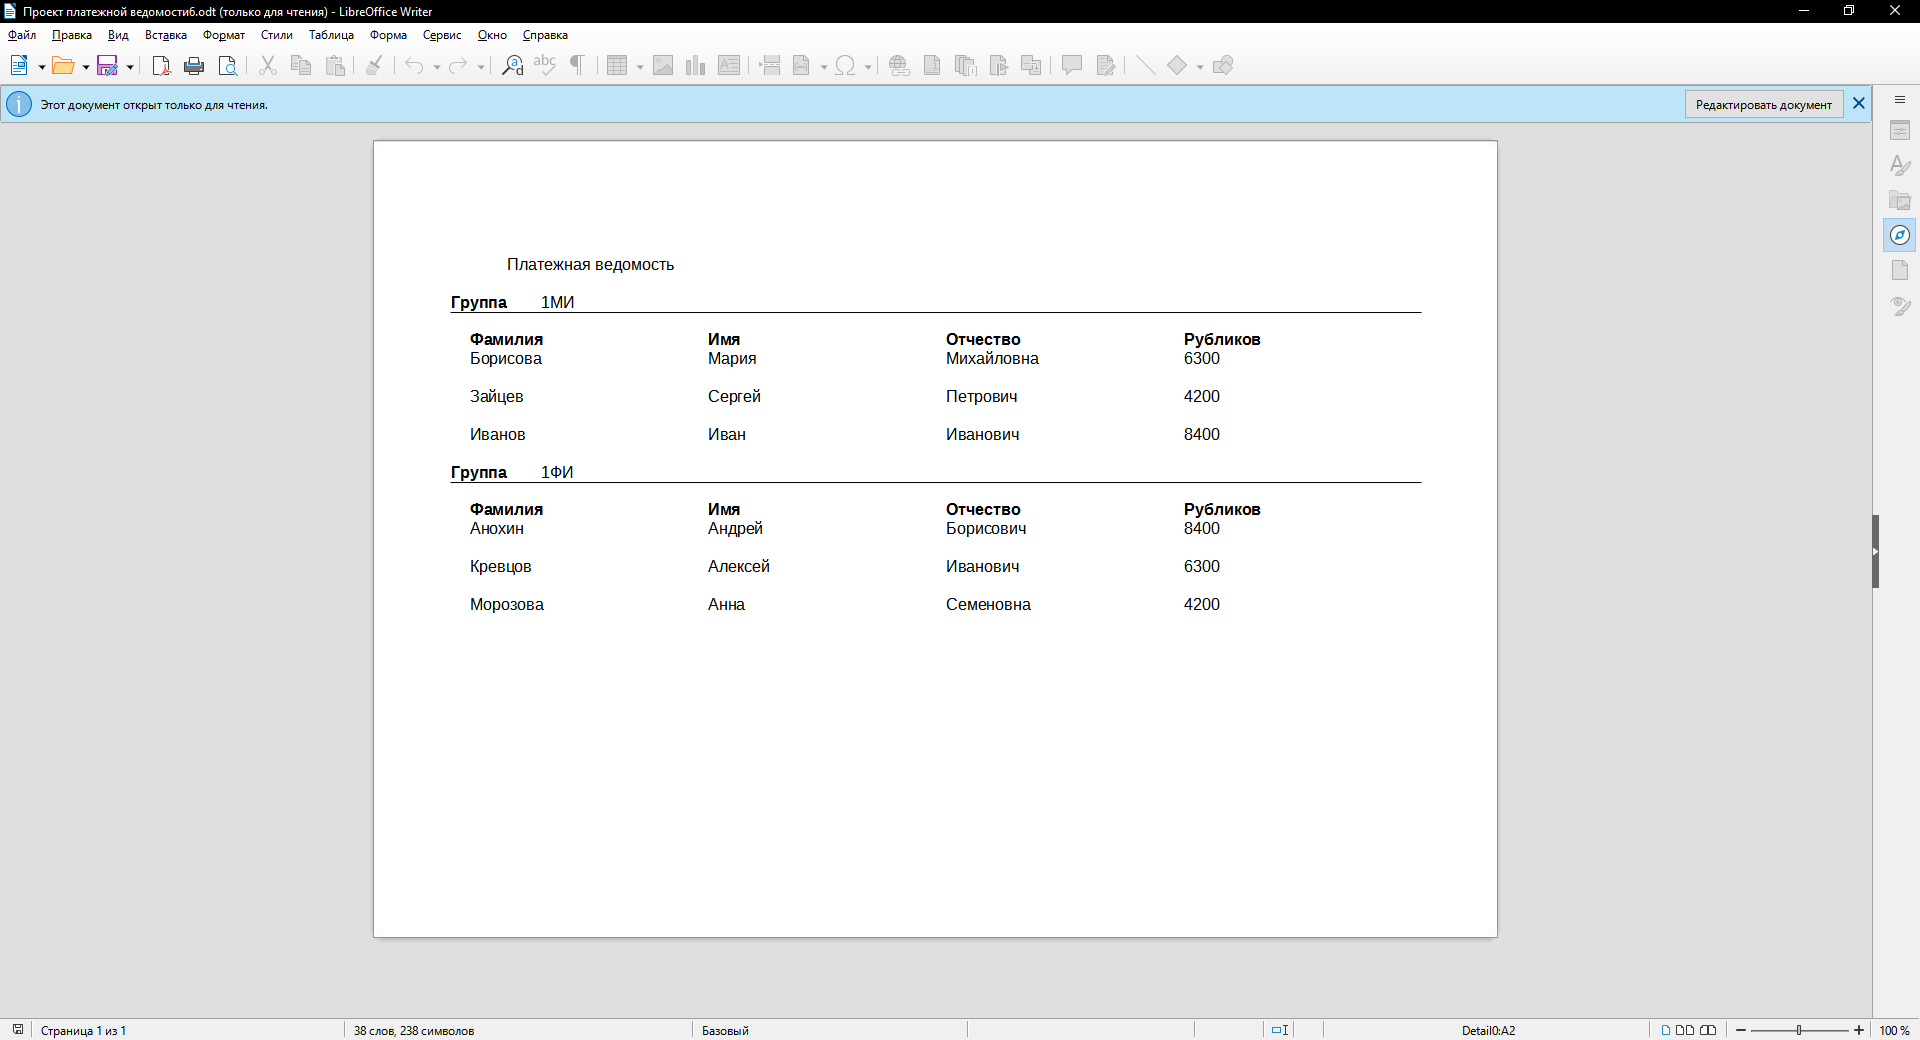 Проект платежной ведомости6.odt (только для чтения) - LibreOffice Writer
Файл Правка Вид Вставка Формат Стили Таблица Форма Сервис Окно Справка
Этот документ открыт только для чтения. Редактировать документ
Платежная ведомость
Группа 1МИ
Фамилия Имя Отчество Рубликов
Борисова Мария Михайловна 6300
Зайцев Сергей Петрович 4200
Иванов Иван Иванович 8400
Группа 1ФИ
Фамилия Имя Отчество Рубликов
Анохин Андрей Борисович 8400
Кревцов Алексей Иванович 6300
Морозова Анна Семеновна 4200
Страница 1 из 1 38 слов, 238 символов Базовый Detail0:A2 100 %